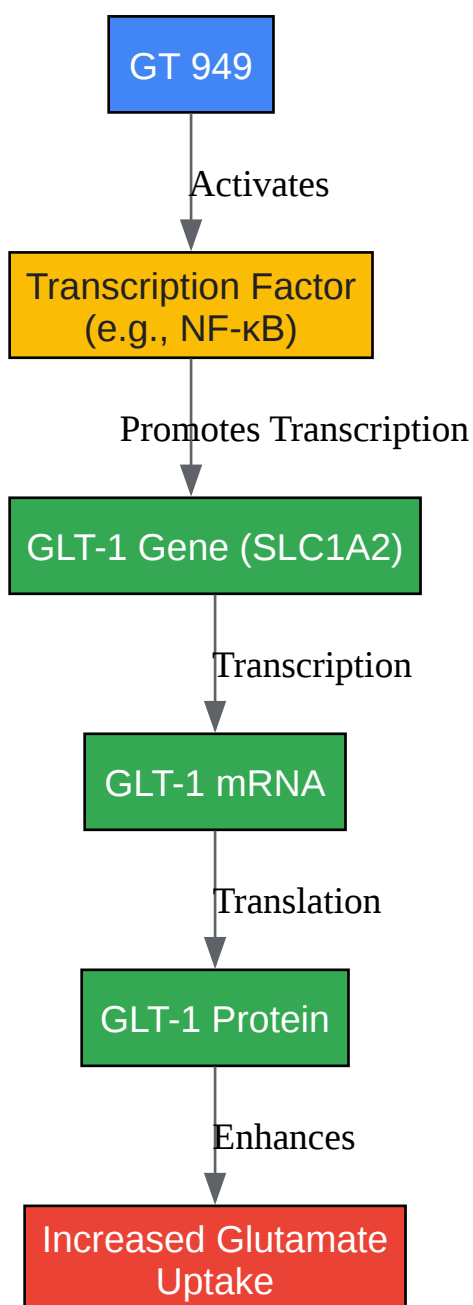 GT 949
Activates
Transcription Factor
(e.g., NF-κB)
Promotes Transcription
GLT-1 Gene (SLC1A2)
Transcription
GLT-1 mRNA
Translation
GLT-1 Protein
Enhances
Increased Glutamate
Uptake